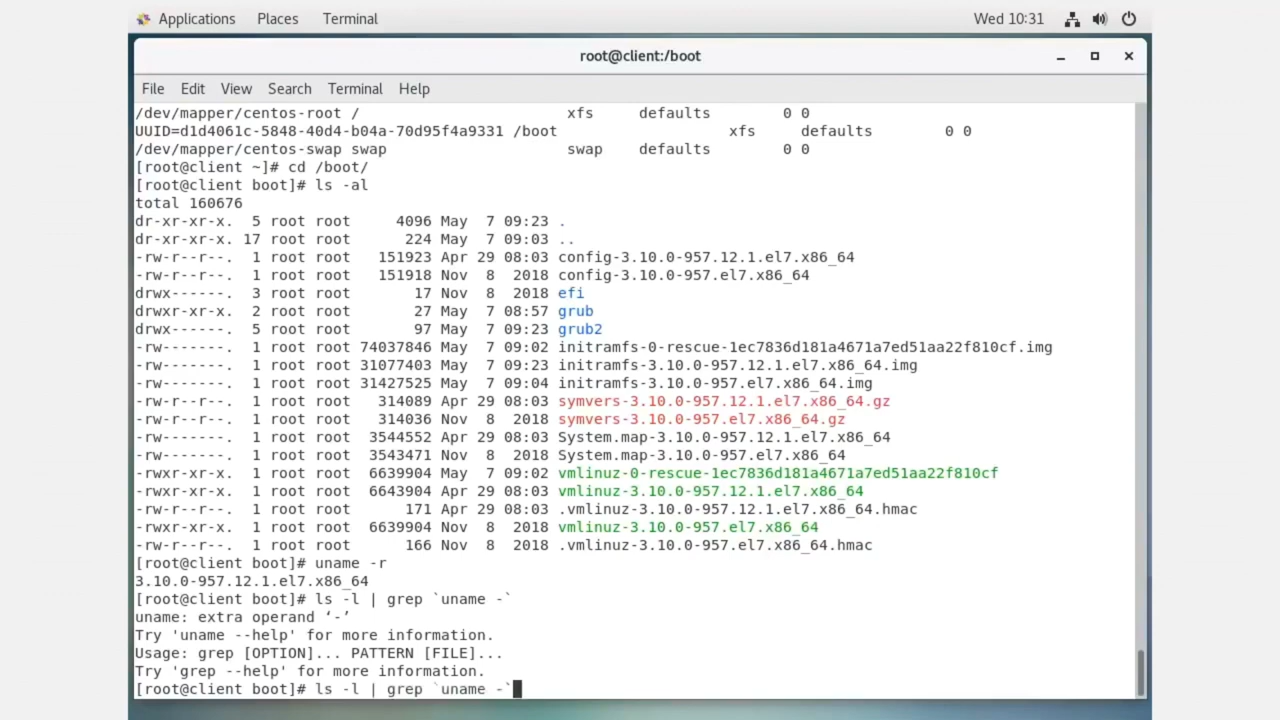 Applications Places Terminal Wed 10:31
root@client:/boot
File Edit View Search Terminal Help
/dev/mapper/centos-root / xfs defaults 0 0
UUID=d1d4061c-5848-40d4-b04a-70d95f4a9331 /boot xfs defaults 0 0
/dev/mapper/centos-swap swap swap defaults 0 0
[root@client ~]# cd /boot/
[root@client boot]# ls -al
total 160676
dr-xr-xr-x. 5 root root 4096 May 7 09:23 .
dr-xr-xr-x. 17 root root 224 May 7 09:03 ..
-rw-r--r--. 1 root root 151923 Apr 29 08:03 config-3.10.0-957.12.1.el7.x86_64
-rw-r--r--. 1 root root 151918 Nov 8 2018 config-3.10.0-957.el7.x86_64
drwx------. 3 root root 17 Nov 8 2018 efi
drwxr-xr-x. 2 root root 27 May 7 08:57 grub
drwx------. 5 root root 97 May 7 09:23 grub2
-rw-------. 1 root root 74037846 May 7 09:02 initramfs-0-rescue-1ec7836d181a4671a7ed51aa22f810cf.img
-rw-------. 1 root root 31077403 May 7 09:23 initramfs-3.10.0-957.12.1.el7.x86_64.img
-rw-------. 1 root root 31427525 May 7 09:04 initramfs-3.10.0-957.el7.x86_64.img
-rw-r--r--. 1 root root 314089 Apr 29 08:03 symvers-3.10.0-957.12.1.el7.x86_64.gz
-rw-r--r--. 1 root root 314036 Nov 8 2018 symvers-3.10.0-957.el7.x86_64.gz
-rw-------. 1 root root 3544552 Apr 29 08:03 System.map-3.10.0-957.12.1.el7.x86_64
-rw-------. 1 root root 3543471 Nov 8 2018 System.map-3.10.0-957.el7.x86_64
-rwxr-xr-x. 1 root root 6639904 May 7 09:02 vmlinuz-0-rescue-1ec7836d181a4671a7ed51aa22f810cf
-rwxr-xr-x. 1 root root 6643904 Apr 29 08:03 vmlinuz-3.10.0-957.12.1.el7.x86_64
-rw-r--r--. 1 root root 171 Apr 29 08:03 .vmlinuz-3.10.0-957.12.1.el7.x86_64.hmac
-rwxr-xr-x. 1 root root 6639904 Nov 8 2018 vmlinuz-3.10.0-957.el7.x86_64
-rw-r--r--. 1 root root 166 Nov 8 2018 .vmlinuz-3.10.0-957.el7.x86_64.hmac
[root@client boot]# uname -r
3.10.0-957.12.1.el7.x86_64
[root@client boot]# ls -l | grep `uname -`
uname: extra operand ‘-’
Try 'uname --help' for more information.
Usage: grep [OPTION]... PATTERN [FILE]...
Try 'grep --help' for more information.
[root@client boot]# ls -l | grep `uname -`